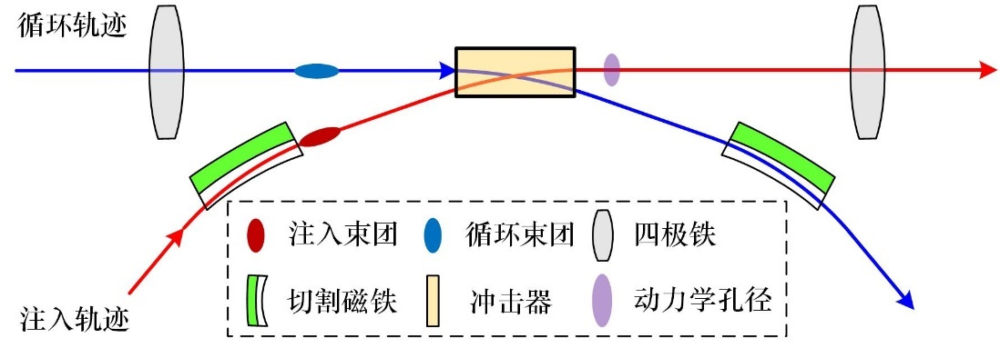 循环轨迹
注入束团
循环束团
四极铁
切割磁铁
冲击器
动力学孔径
注入轨迹